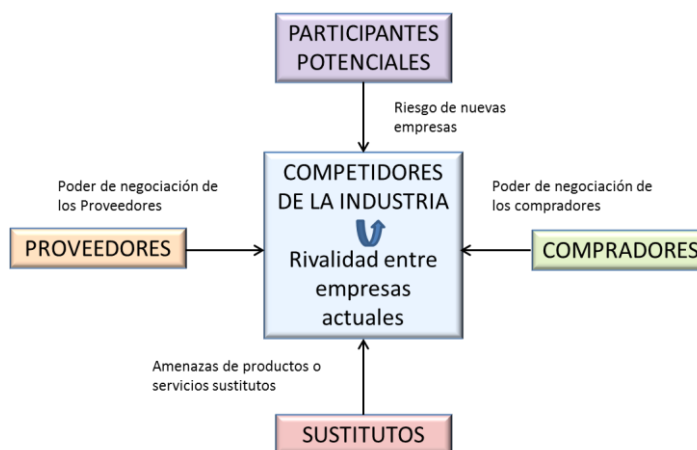 PARTICIPANTES
POTENCIALES
Riesgo de nuevas
empresas
COMPETIDORES
DE LA INDUSTRIA
Rivalidad entre
empresas
actuales
Poder de negociación de
los Proveedores
PROVEEDORES
Poder de negociación de
los compradores
COMPRADORES
Amenazas de productos o
servicios sustitutos
SUSTITUTOS